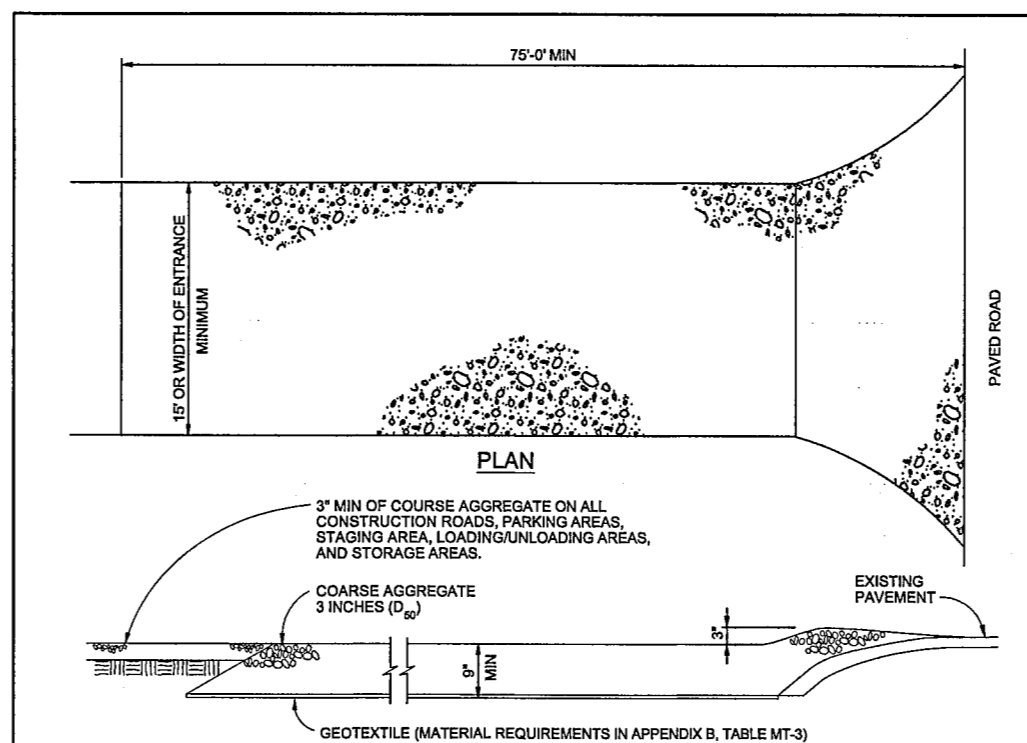 75'-0' MIN
15' OR WIDTH OF ENTRANCE
MINIMUM
PAVED ROAD
PLAN
3" MIN OF COURSE AGGREGATE ON ALL
CONSTRUCTION ROADS, PARKING AREAS,
STAGING AREA, LOADING/UNLOADING AREAS,
AND STORAGE AREAS.
COARSE AGGREGATE
3 INCHES (D50)
EXISTING
PAVEMENT
3"
9"
MIN
GEOTEXTILE (MATERIAL REQUIREMENTS IN APPENDIX B, TABLE MT-3)